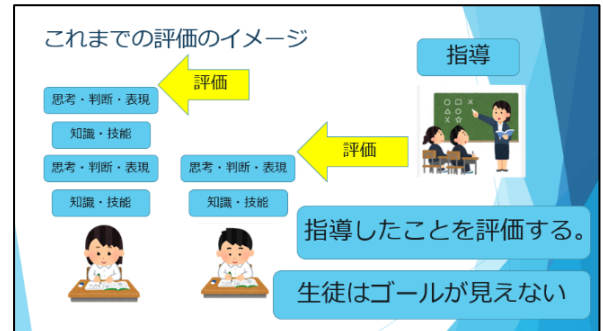 これまでの評価のイメージ
指導
評価
思考・判断・表現
知識・技能
評価
思考・判断・表現
思考・判断・表現
知識・技能
知識・技能
指導したことを評価する。
生徒はゴールが見えない